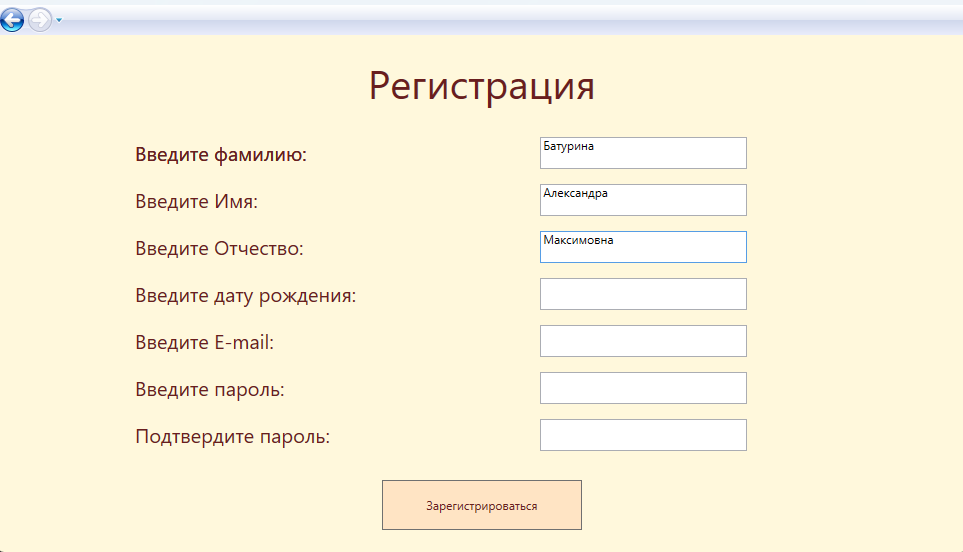 Регистрация
Введите фамилию: Батурина
Введите Имя: Александра
Введите Отчество: Максимовна
Введите дату рождения:
Введите E-mail:
Введите пароль:
Подтвердите пароль:
Зарегистрироваться